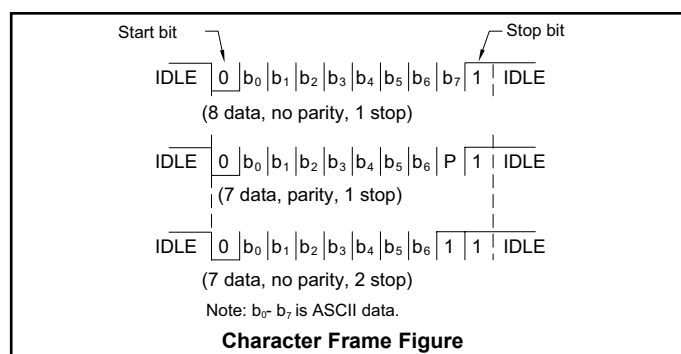 Start bit Stop bit
IDLE 0 b₀ b₁ b₂ b₃ b₄ b₅ b₆ b₇ 1 IDLE
(8 data, no parity, 1 stop)
IDLE 0 b₀ b₁ b₂ b₃ b₄ b₅ b₆ P 1 IDLE
(7 data, parity, 1 stop)
IDLE 0 b₀ b₁ b₂ b₃ b₄ b₅ b₆ 1 1 IDLE
(7 data, no parity, 2 stop)
Note: b₀- b₇ is ASCII data.
Character Frame Figure